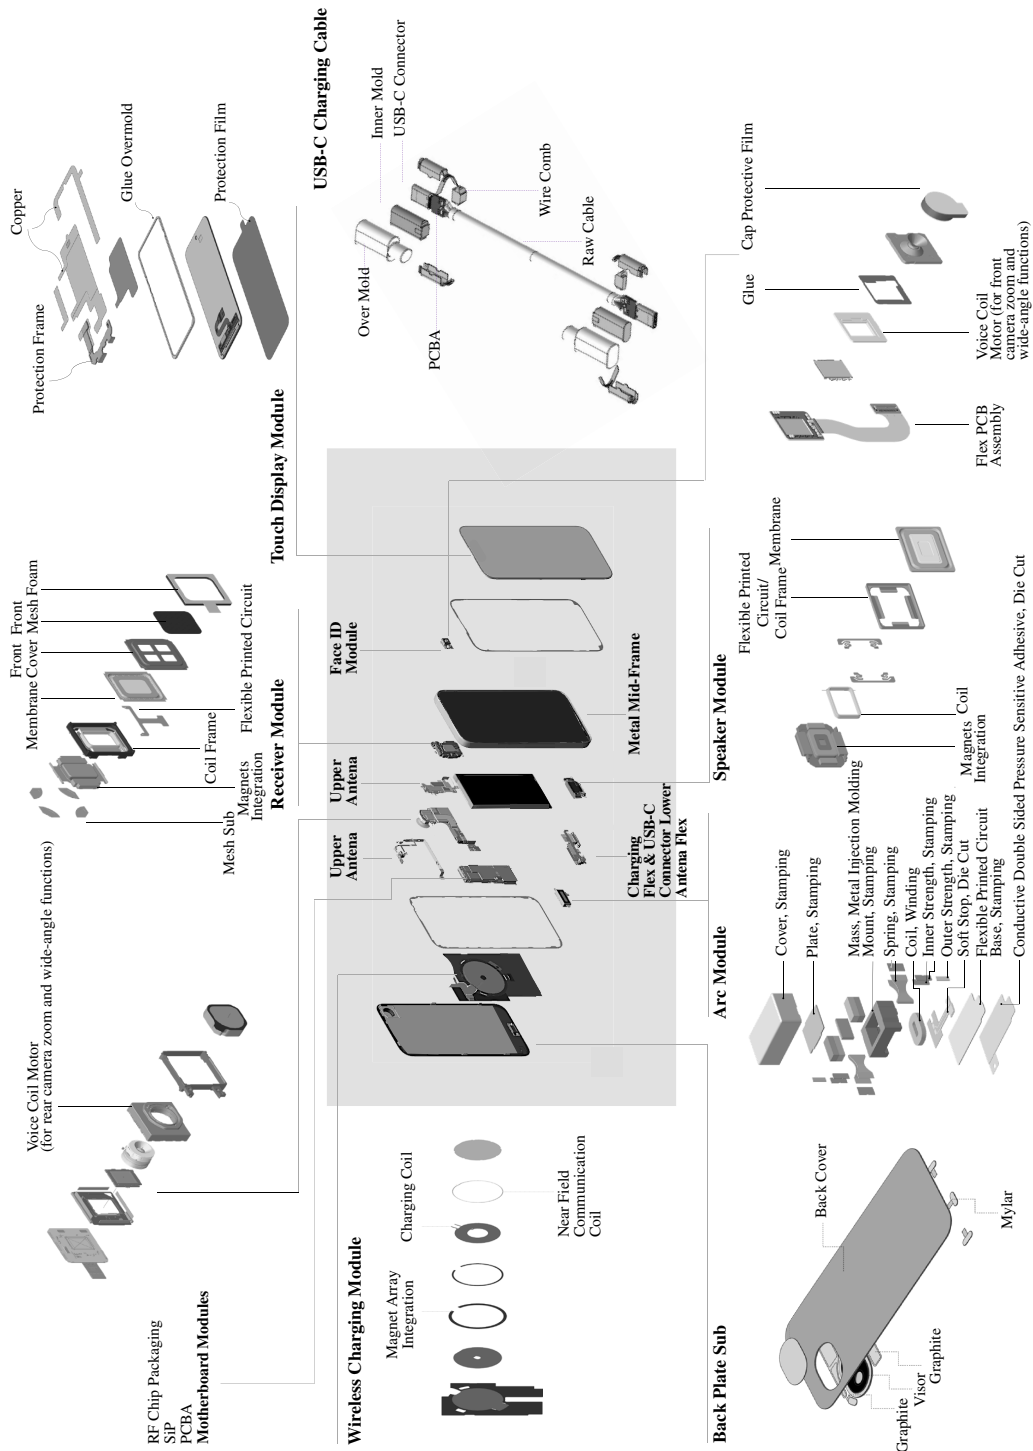 RF Chip Packaging
SiP
PCBA
Motherboard Modules
Voice Coil Motor
(for rear camera zoom and wide-angle functions)
Front Front
Membrane Cover Mesh Foam
Coil Frame
Flexible Printed Circuit
Mesh Sub
Magnets
Integration
Receiver Module
Copper
Protection Frame
Glue Overmold
Protection Film
Touch Display Module
Wireless Charging Module
Magnet Array
Integration
Charging Coil
Near Field
Communication
Coil
Upper
Antena
Upper
Antena
Face ID
Module
Metal Mid-Frame
Charging
Flex & USB-C
Connector Lower
Antenna Flex
USB-C Charging Cable
Over Mold
Inner Mold
USB-C Connector
PCBA
Wire Comb
Raw Cable
Back Plate Sub
Back Cover
Graphite
Visor
Graphite
Mylar
Arc Module
Cover, Stamping
Plate, Stamping
Mass, Metal Injection Molding
Mount, Stamping
Spring, Stamping
Coil, Winding
Inner Strength, Stamping
Outer Strength, Stamping
Soft Stop, Die Cut
Flexible Printed Circuit
Base, Stamping
Conductive Double Sided Pressure Sensitive Adhesive, Die Cut
Speaker Module
Flexible Printed
Circuit/
Coil Frame
Membrane
Coil
Magnets
Integration
Cap Protective Film
Glue
Voice Coil
Motor (for front
camera zoom and
wide-angle functions)
Flex PCB
Assembly